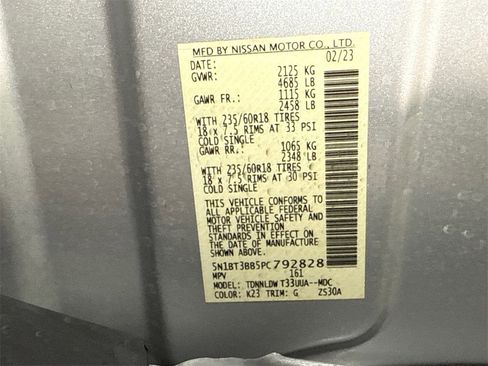 MFD BY NISSAN MOTOR CO., LTD.
DATE: 02/23
GVWR: 2125 KG
4685 LB
GAWR FR.: 1115 KG
2458 LB
WITH 235/60R18 TIRES
18 x 7.5 RIMS AT 33 PSI
COLD SINGLE
GAWR RR.: 1065 KG
2348 LB
WITH 235/60R18 TIRES
18 x 7.5 RIMS AT 30 PSI
COLD SINGLE
THIS VEHICLE CONFORMS TO
ALL APPLICABLE FEDERAL
MOTOR VEHICLE SAFETY AND
THEFT PREVENTION
STANDARDS IN EFFECT ON
THE DATE OF MANUFACTURE
SHOWN ABOVE.
5N1BT3BB5PC792828
MPV 161
MODEL: TDNNLDW T33UUA--MDC
COLOR: K23 TRIM: G ZS30A